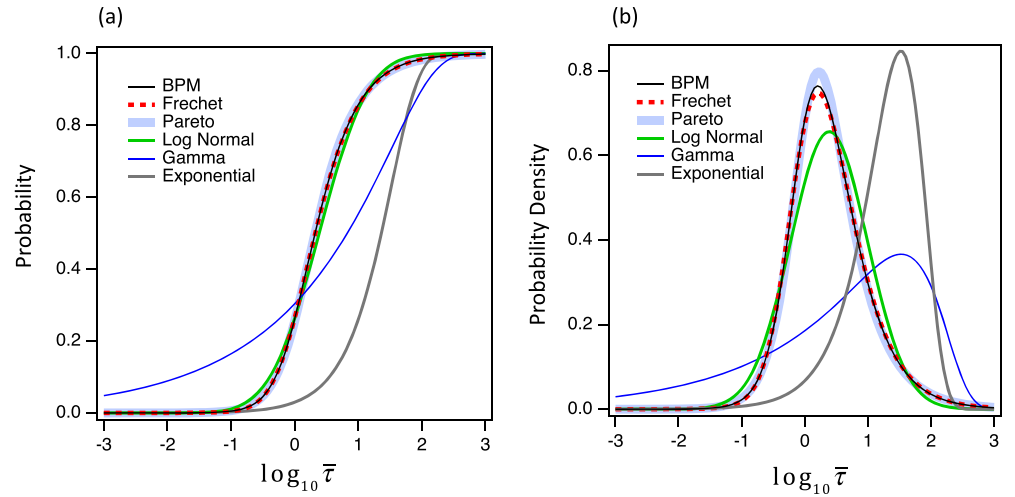 (a)
1.0
0.8
0.6
0.4
0.2
0.0
Probability
BPM
Frechet
Pareto
Log Normal
Gamma
Exponential
-3 -2 -1 0 1 2 3
log₁₀ τ̅
(b)
0.8
0.6
0.4
0.2
0.0
Probability Density
BPM
Frechet
Pareto
Log Normal
Gamma
Exponential
-3 -2 -1 0 1 2 3
log₁₀ τ̅